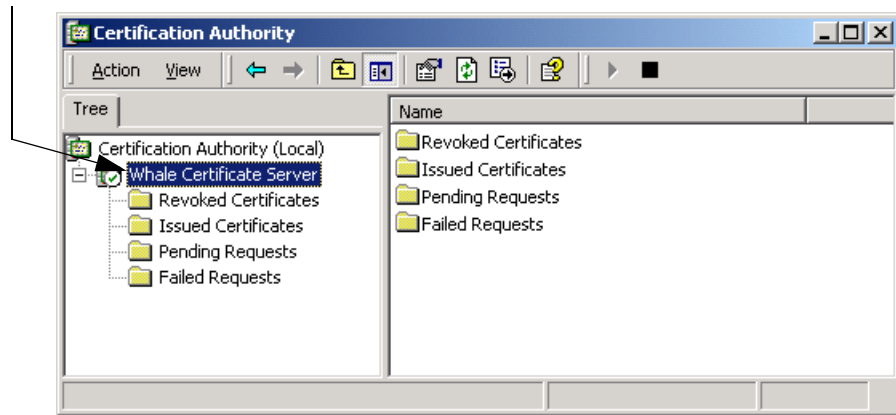 Certification Authority
Action View
Tree
Name
Certification Authority (Local)
Whale Certificate Server
Revoked Certificates
Issued Certificates
Pending Requests
Failed Requests
Revoked Certificates
Issued Certificates
Pending Requests
Failed Requests